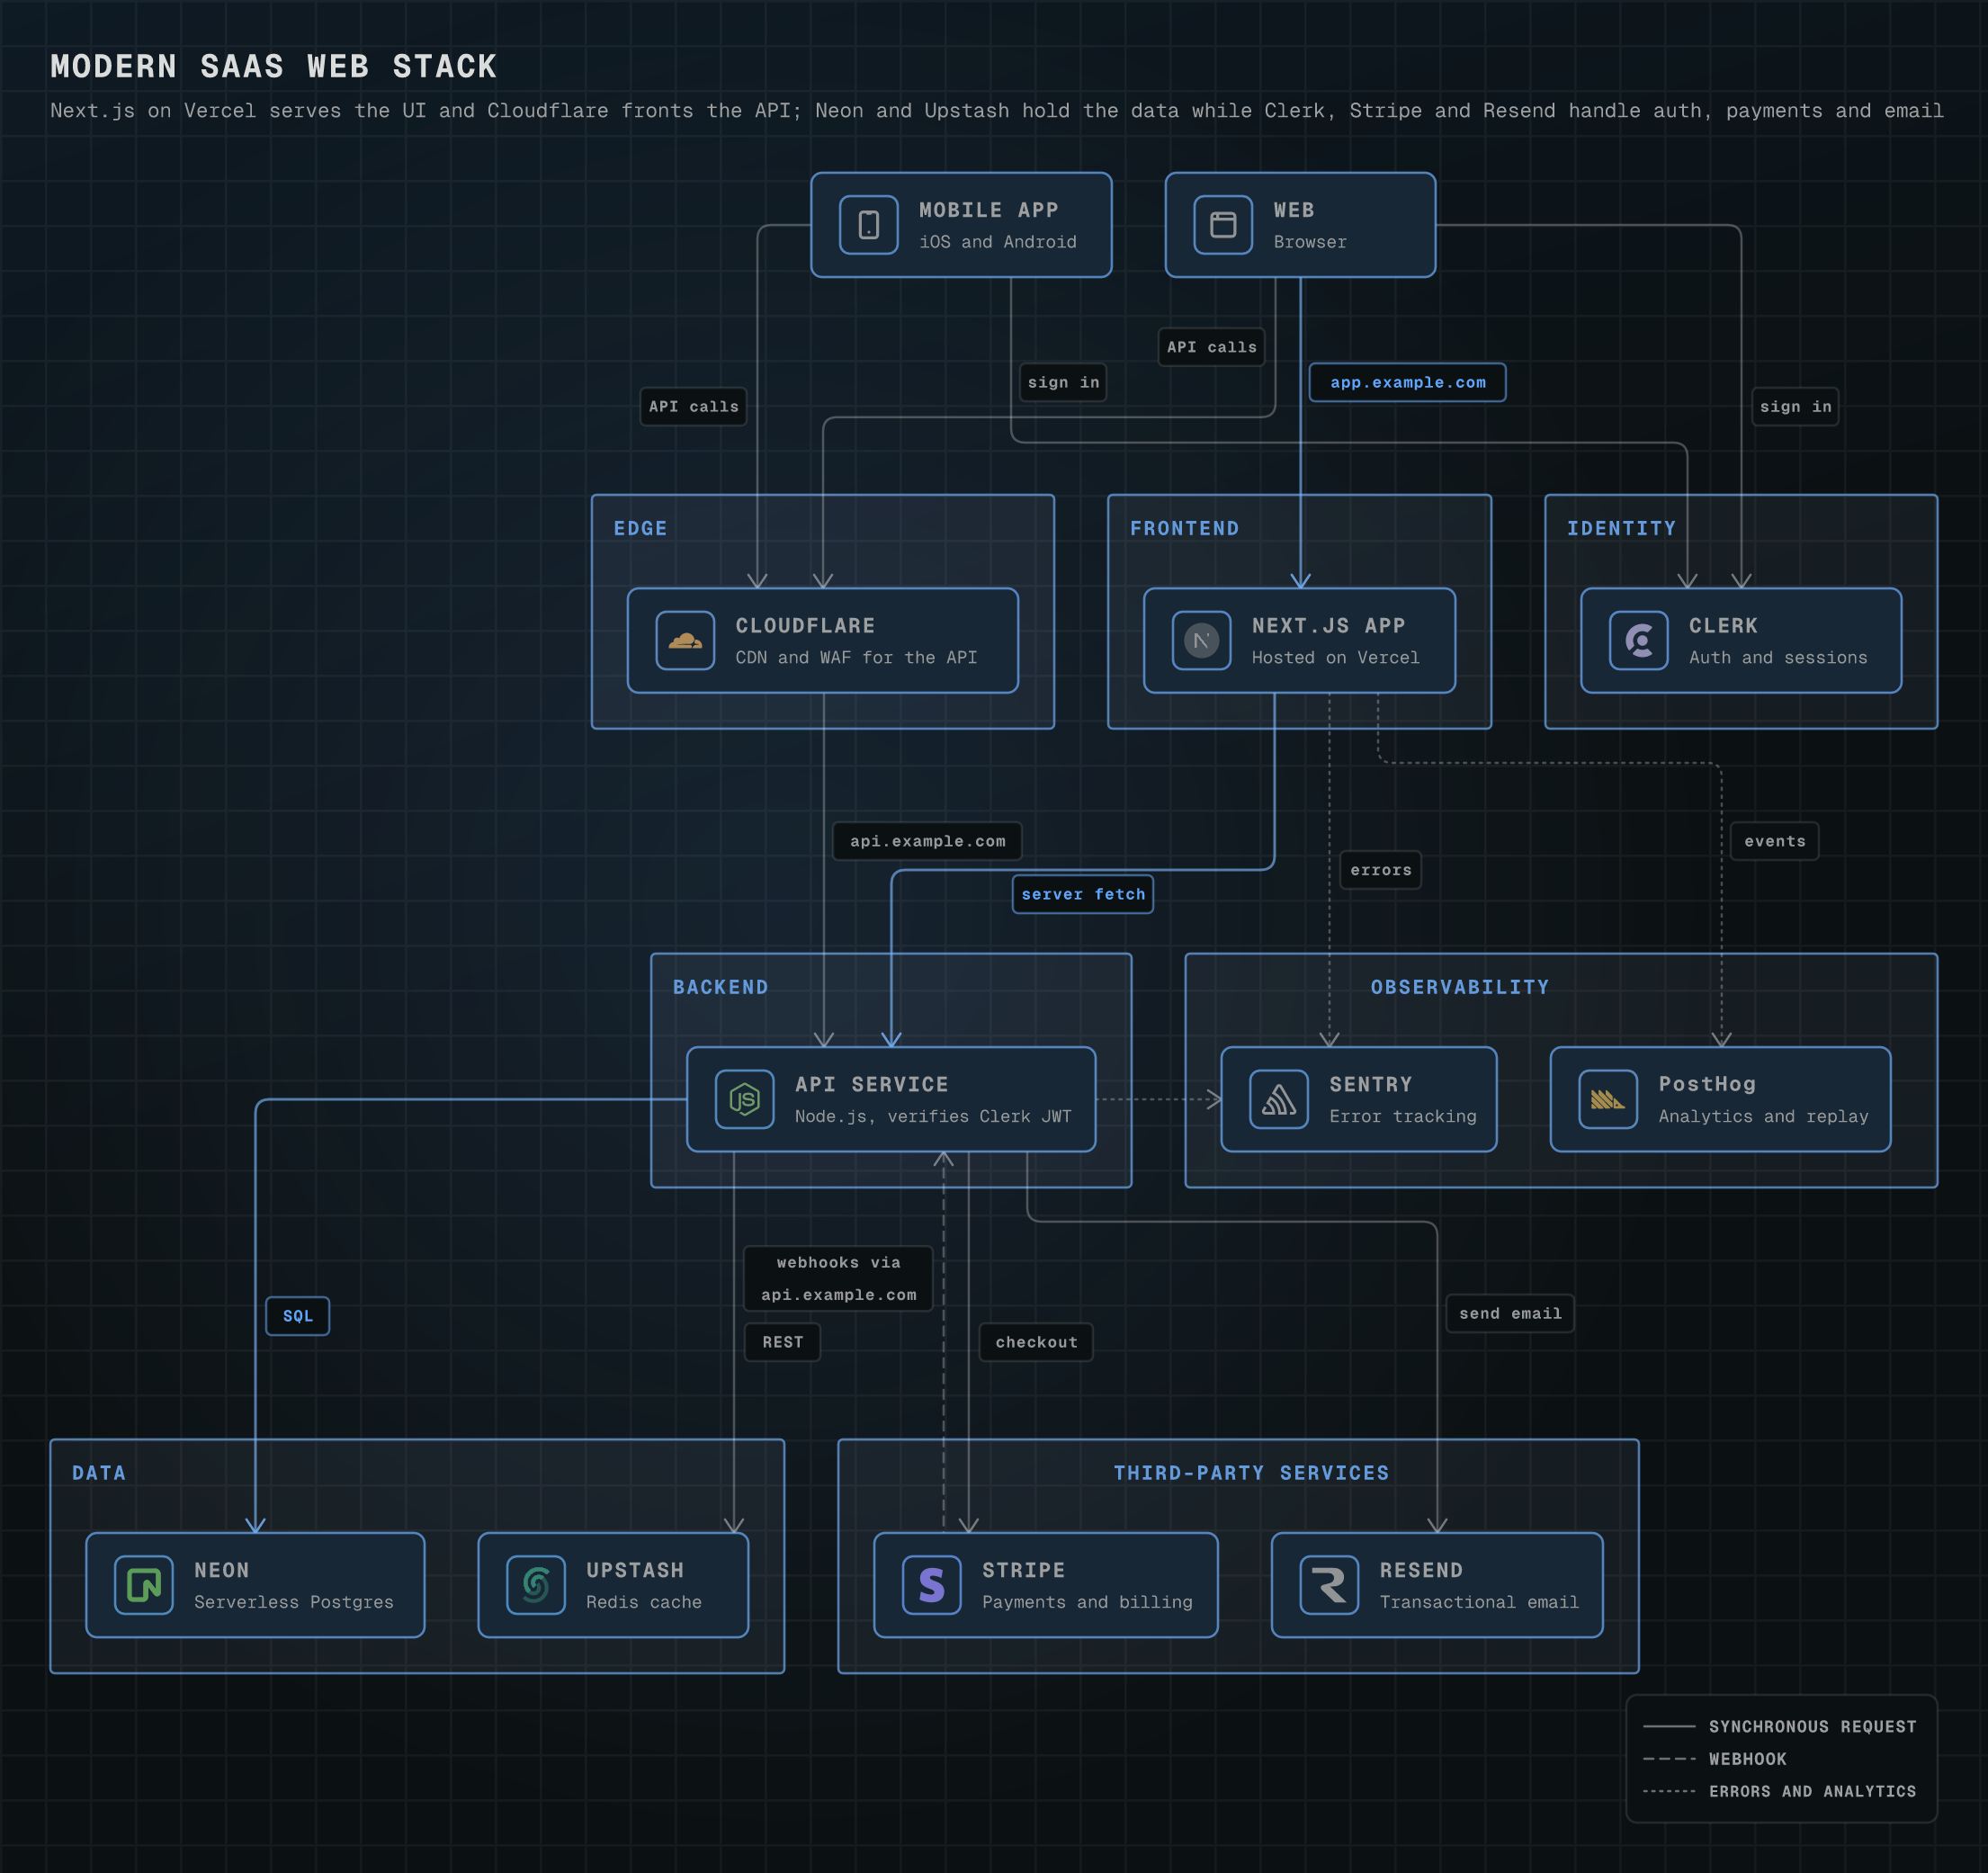 MODERN SAAS WEB STACK
Next.js on Vercel serves the UI and Cloudflare fronts the API; Neon and Upstash hold the data while Clerk, Stripe and Resend handle auth, payments and email
MOBILE APP
iOS and Android
WEB
Browser
API calls
sign in
API calls
app.example.com
sign in
EDGE
CLOUDFLARE
CDN and WAF for the API
FRONTEND
N
NEXT.JS APP
Hosted on Vercel
IDENTITY
CLERK
Auth and sessions
api.example.com
server fetch
errors
events
BACKEND
JS
API SERVICE
Node.js, verifies Clerk JWT
OBSERVABILITY
SENTRY
Error tracking
PostHog
Analytics and replay
SQL
webhooks via
api.example.com
REST
checkout
send email
DATA
NEON
Serverless Postgres
UPSTASH
Redis cache
THIRD-PARTY SERVICES
S
STRIPE
Payments and billing
R
RESEND
Transactional email
SYNCHRONOUS REQUEST
WEBHOOK
ERRORS AND ANALYTICS